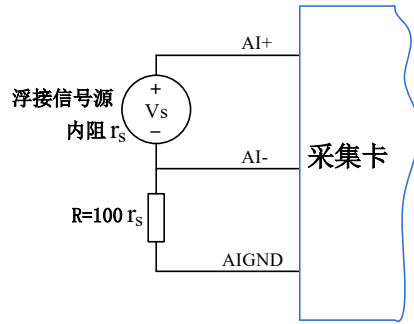 AI+
+
浮接信号源
Vs
内阻 rs
−
AI-
采集卡
R=100 rs
AIGND